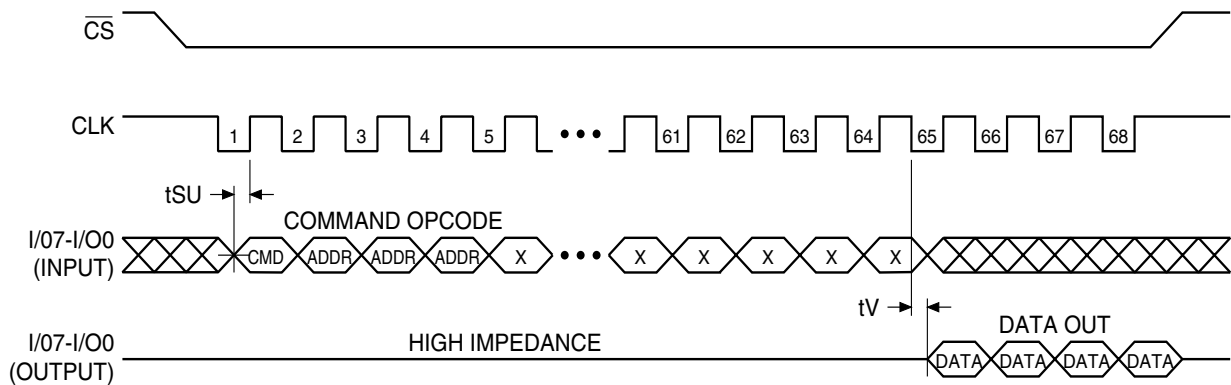 CS
CLK
1 2 3 4 5 ••• 61 62 63 64 65 66 67 68
tSU
COMMAND OPCODE
I/07-I/O0
(INPUT)
CMD ADDR ADDR ADDR X ••• X X X X X
tV
DATA OUT
HIGH IMPEDANCE
I/07-I/O0
(OUTPUT)
DATA DATA DATA DATA